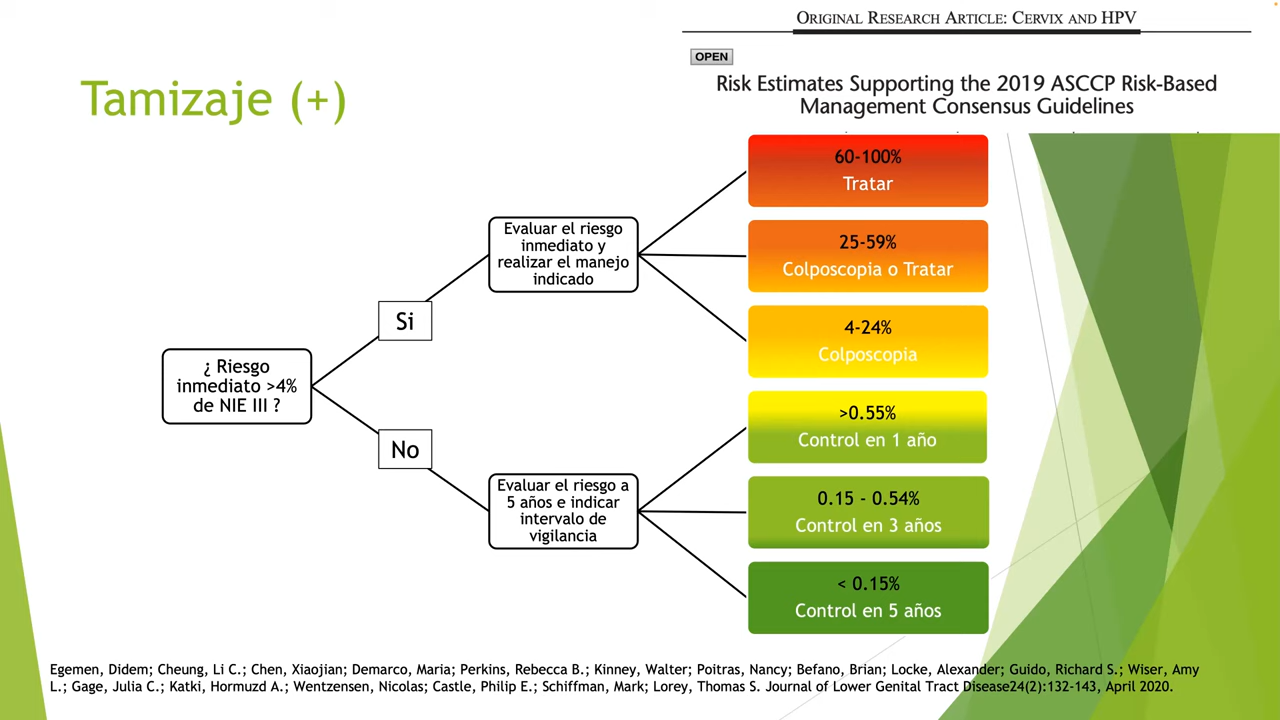 ORIGINAL RESEARCH ARTICLE: CERVIX AND HPV
OPEN
Risk Estimates Supporting the 2019 ASCCP Risk-Based
Management Consensus Guidelines
Tamizaje (+)
¿ Riesgo
inmediato >4%
de NIE III ?
Si
No
Evaluar el riesgo
inmediato y
realizar el manejo
indicado
Evaluar el riesgo a
5 años e indicar
intervalo de
vigilancia
60-100%
Tratar
25-59%
Colposcopia o Tratar
4-24%
Colposcopia
>0.55%
Control en 1 año
0.15 - 0.54%
Control en 3 años
< 0.15%
Control en 5 años
Egemen, Didem; Cheung, Li C.; Chen, Xiaojian; Demarco, Maria; Perkins, Rebecca B.; Kinney, Walter; Poitras, Nancy; Befano, Brian; Locke, Alexander; Guido, Richard S.; Wiser, Amy
L.; Gage, Julia C.; Katki, Hormuzd A.; Wentzensen, Nicolas; Castle, Philip E.; Schiffman, Mark; Lorey, Thomas S. Journal of Lower Genital Tract Disease24(2):132-143, April 2020.